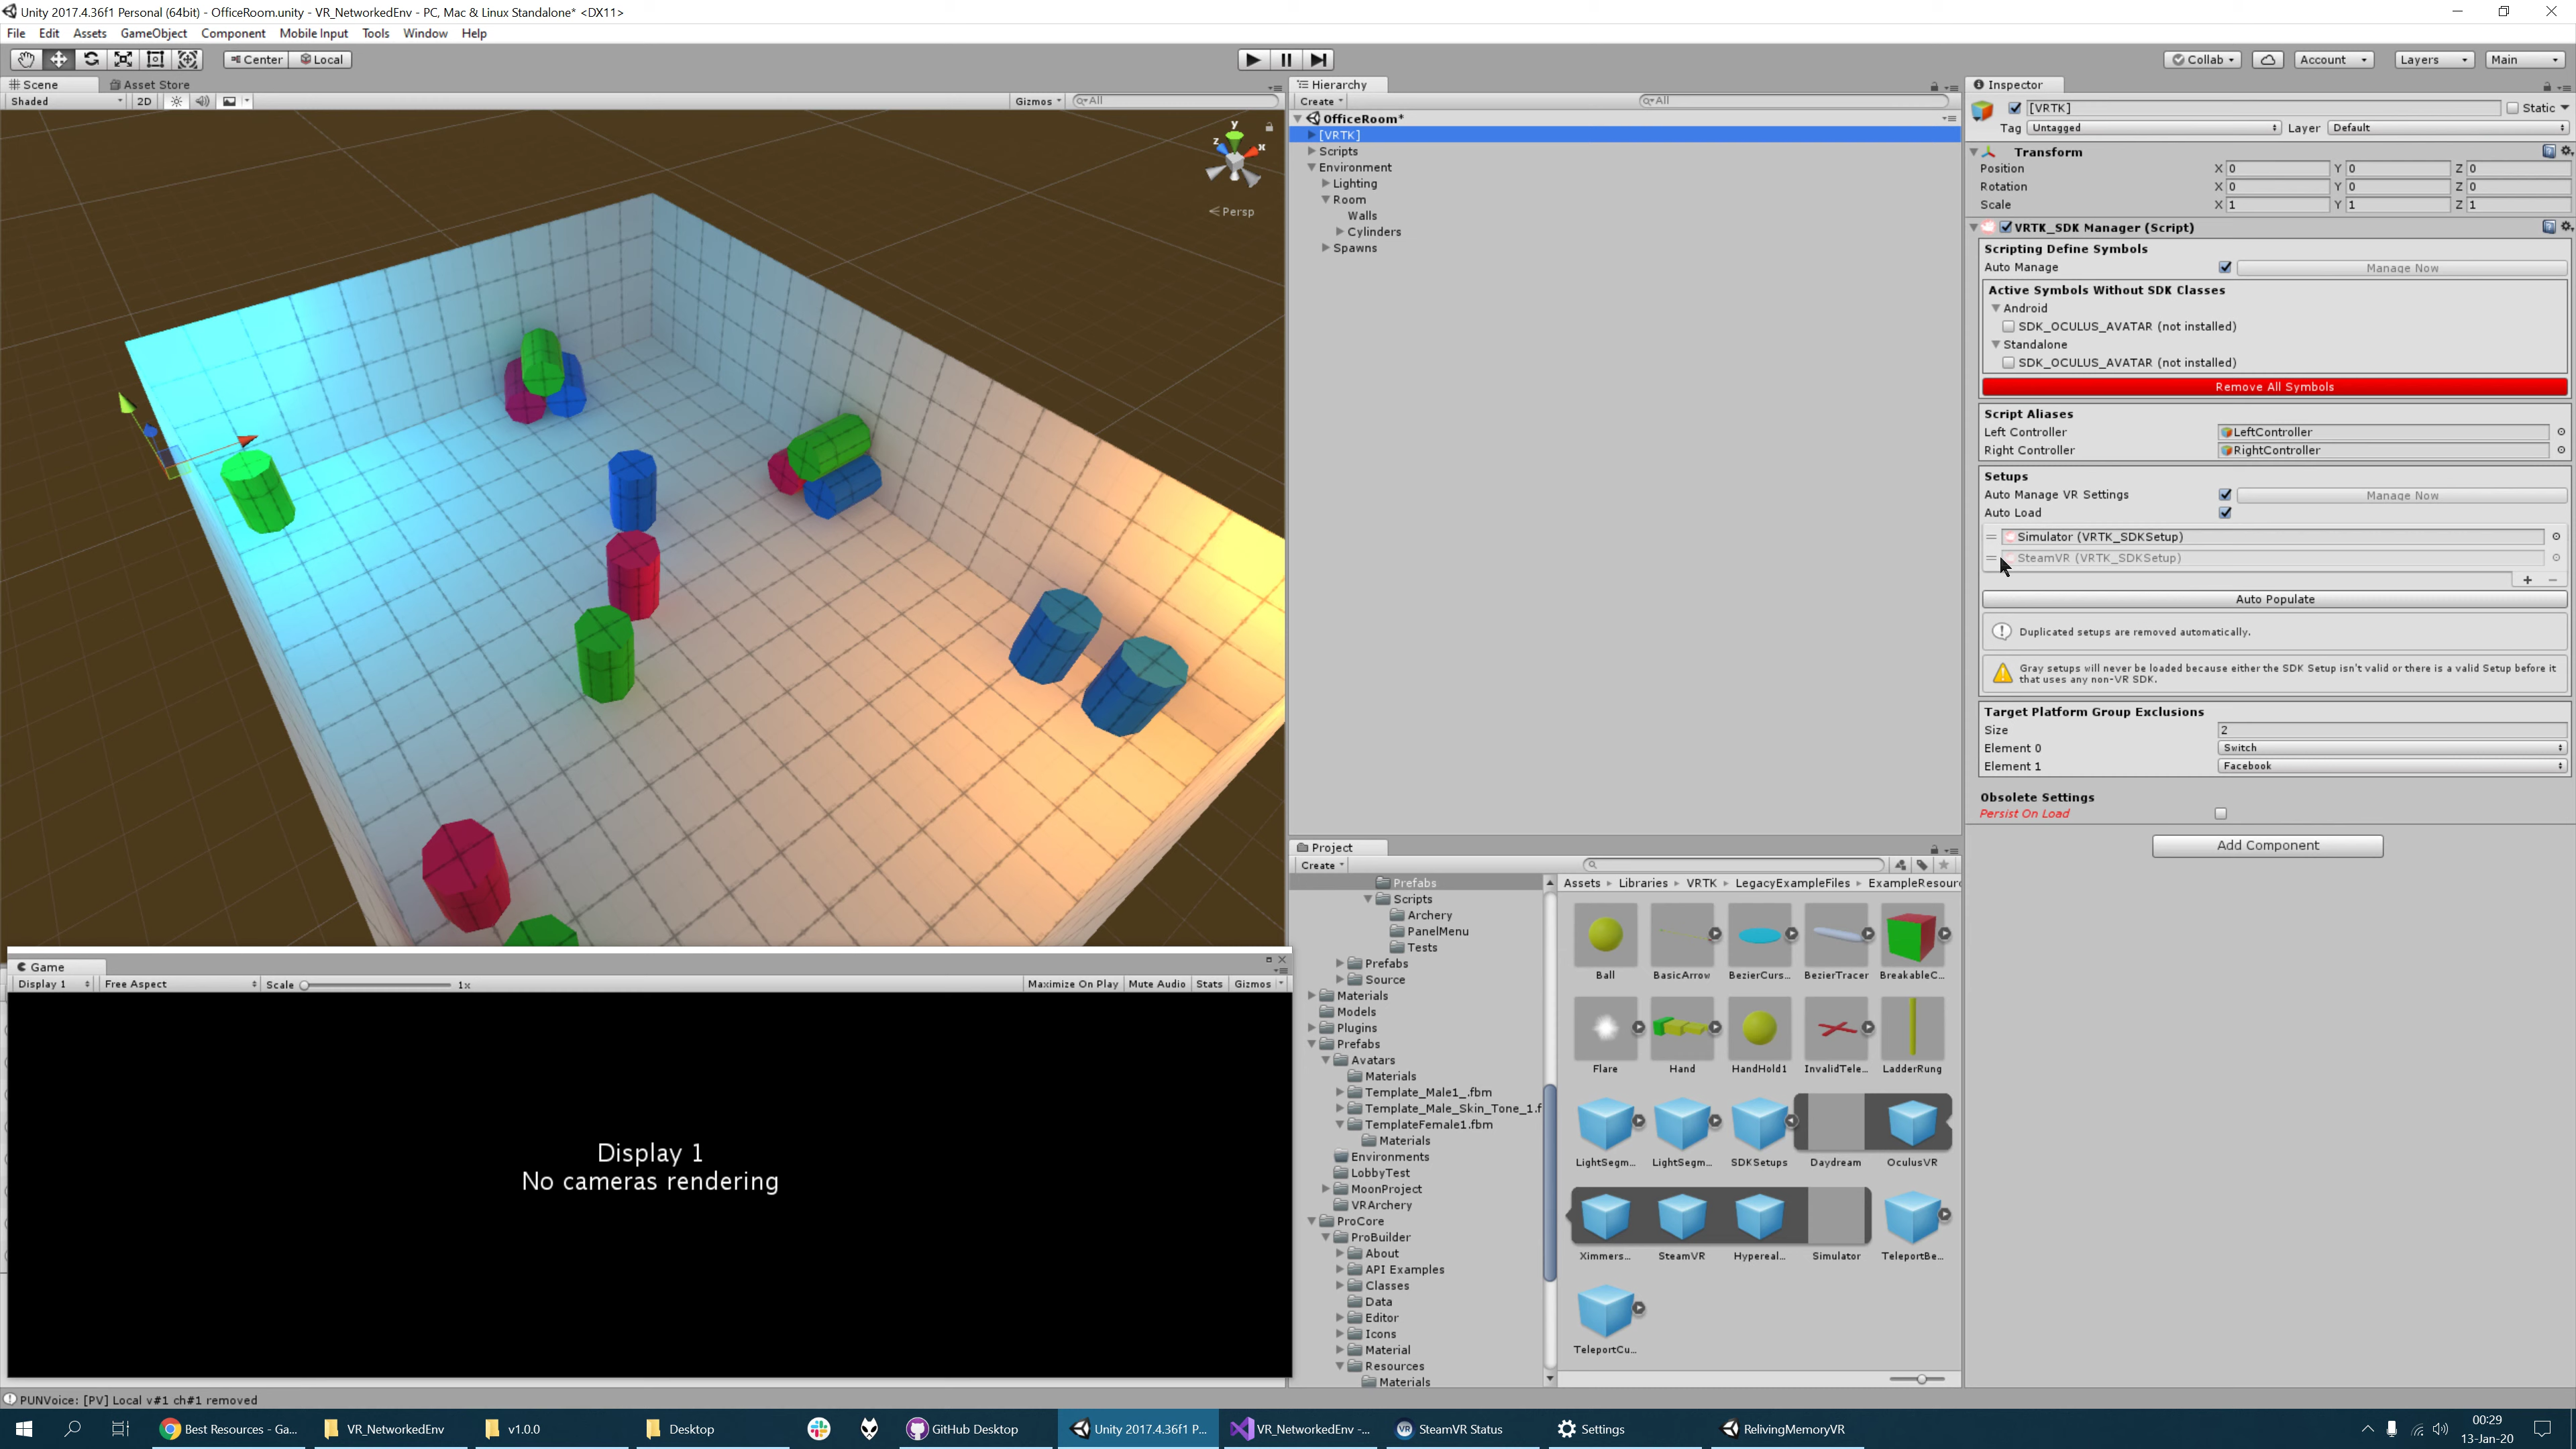 Unity 2017.4.36f1 Personal (64bit) - OfficeRoom.unity - VR_NetworkedEnv - PC, Mac & Linux Standalone* <DX11>
File Edit Assets GameObject Component Mobile Input Tools Window Help
Center Local
Collab Account Layers Main
Scene Asset Store
Shaded 2D Gizmos All
y
z x
Persp
Hierarchy
Create All
OfficeRoom*
[VRTK]
Scripts
Environment
Lighting
Room
Walls
Cylinders
Spawns
Inspector
[VRTK] Static
Tag Untagged Layer Default
Transform
Position X 0 Y 0 Z 0
Rotation X 0 Y 0 Z 0
Scale X 1 Y 1 Z 1
VRTK_SDK Manager (Script)
Scripting Define Symbols
Auto Manage Manage Now
Active Symbols Without SDK Classes
Android
SDK_OCULUS_AVATAR (not installed)
Standalone
SDK_OCULUS_AVATAR (not installed)
Remove All Symbols
Script Aliases
Left Controller LeftController
Right Controller RightController
Setups
Auto Manage VR Settings Manage Now
Auto Load
Simulator (VRTK_SDKSetup)
SteamVR (VRTK_SDKSetup)
Auto Populate
Duplicated setups are removed automatically.
Gray setups will never be loaded because either the SDK Setup isn't valid or there is a valid Setup before it
that uses any non-VR SDK.
Target Platform Group Exclusions
Size 2
Element 0 Switch
Element 1 Facebook
Obsolete Settings
Persist On Load
Add Component
Game
Display 1 Free Aspect Scale 1x Maximize On Play Mute Audio Stats Gizmos
Display 1
No cameras rendering
Project
Create
Prefabs
Scripts
Archery
PanelMenu
Tests
Prefabs
Source
Materials
Models
Plugins
Prefabs
Avatars
Materials
Template_Male1_.fbm
Template_Male_Skin_Tone_1.f
TemplateFemale1.fbm
Materials
Environments
LobbyTest
MoonProject
VRArchery
ProCore
ProBuilder
About
API Examples
Classes
Data
Editor
Icons
Material
Resources
Materials
Assets Libraries VRTK LegacyExampleFiles ExampleResour
Ball BasicArrow BezierCurs... BezierTracer BreakableC...
Flare Hand HandHold1 InvalidTele... LadderRung
LightSegm... LightSegm... SDKSetups Daydream OculusVR
Ximmers... SteamVR Hypereal... Simulator TeleportBe...
TeleportCu...
PUNVoice: [PV] Local v#1 ch#1 removed
Best Resources - Ga... VR_NetworkedEnv v1.0.0 Desktop GitHub Desktop Unity 2017.4.36f1 P... VR_NetworkedEnv -... SteamVR Status Settings RelivingMemoryVR
00:29
13-Jan-20